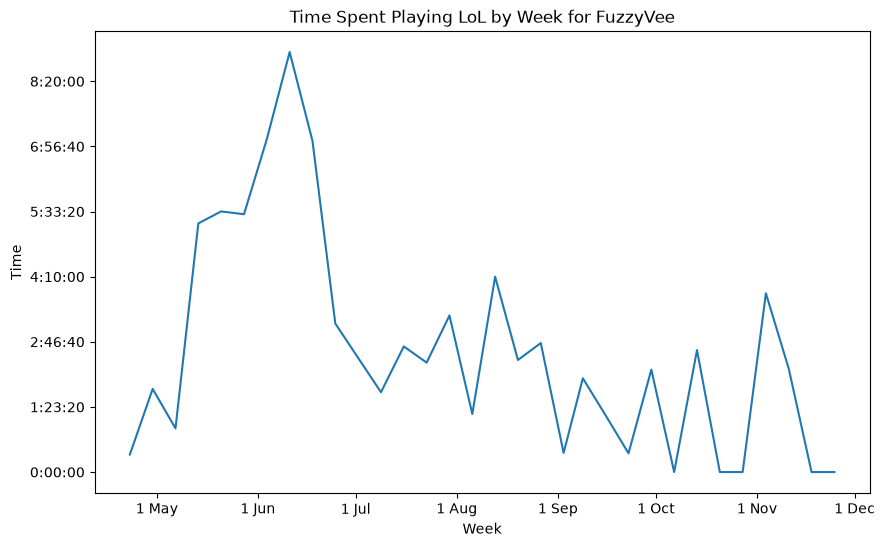 Time Spent Playing LoL by Week for FuzzyVee
Time
8:20:00
6:56:40
5:33:20
4:10:00
2:46:40
1:23:20
0:00:00
1 May 1 Jun 1 Jul 1 Aug 1 Sep 1 Oct 1 Nov 1 Dec
Week